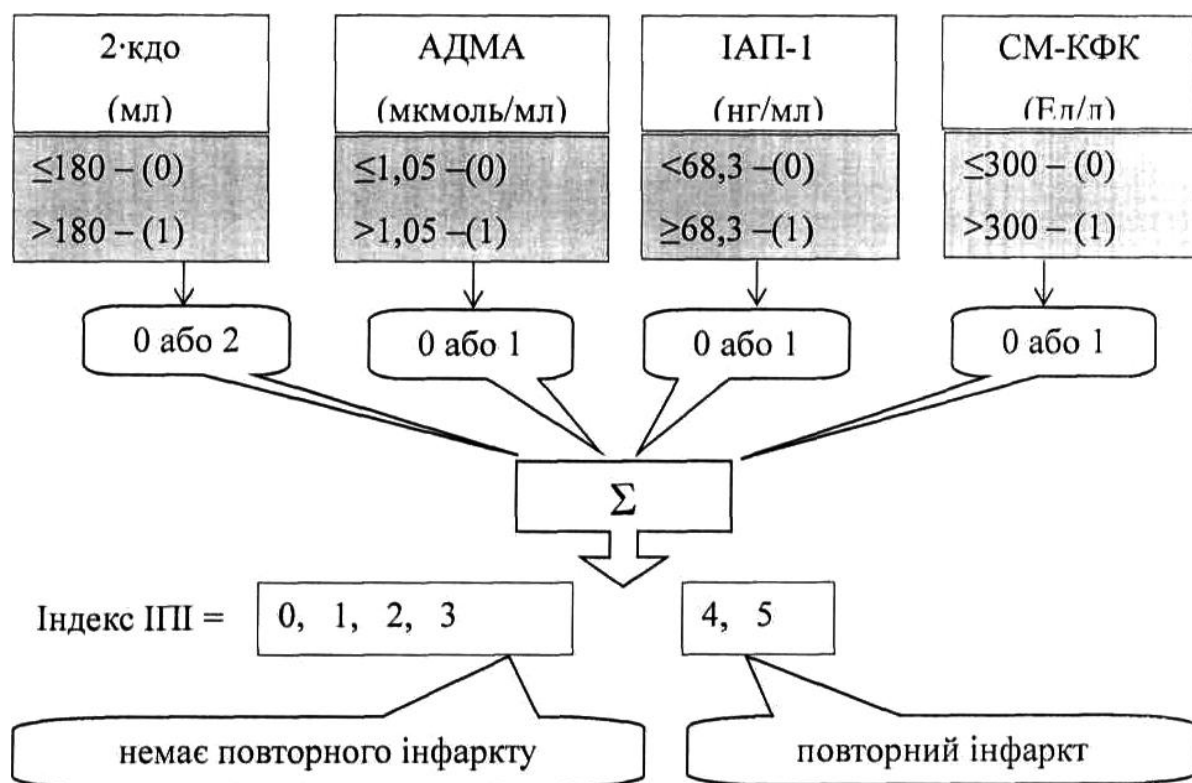 2·кдо
(мл)
АДМА
(мкмоль/мл)
ІАП-1
(нг/мл)
СМ-КФК
(Ел/л)
≤180 – (0)
>180 – (1)
≤1,05 –(0)
>1,05 –(1)
<68,3 –(0)
≥68,3 –(1)
≤300 – (0)
>300 – (1)
0 або 2
0 або 1
0 або 1
0 або 1
Σ
Індекс ІПІ =
0, 1, 2, 3
4, 5
немає повторного інфаркту
повторний інфаркт